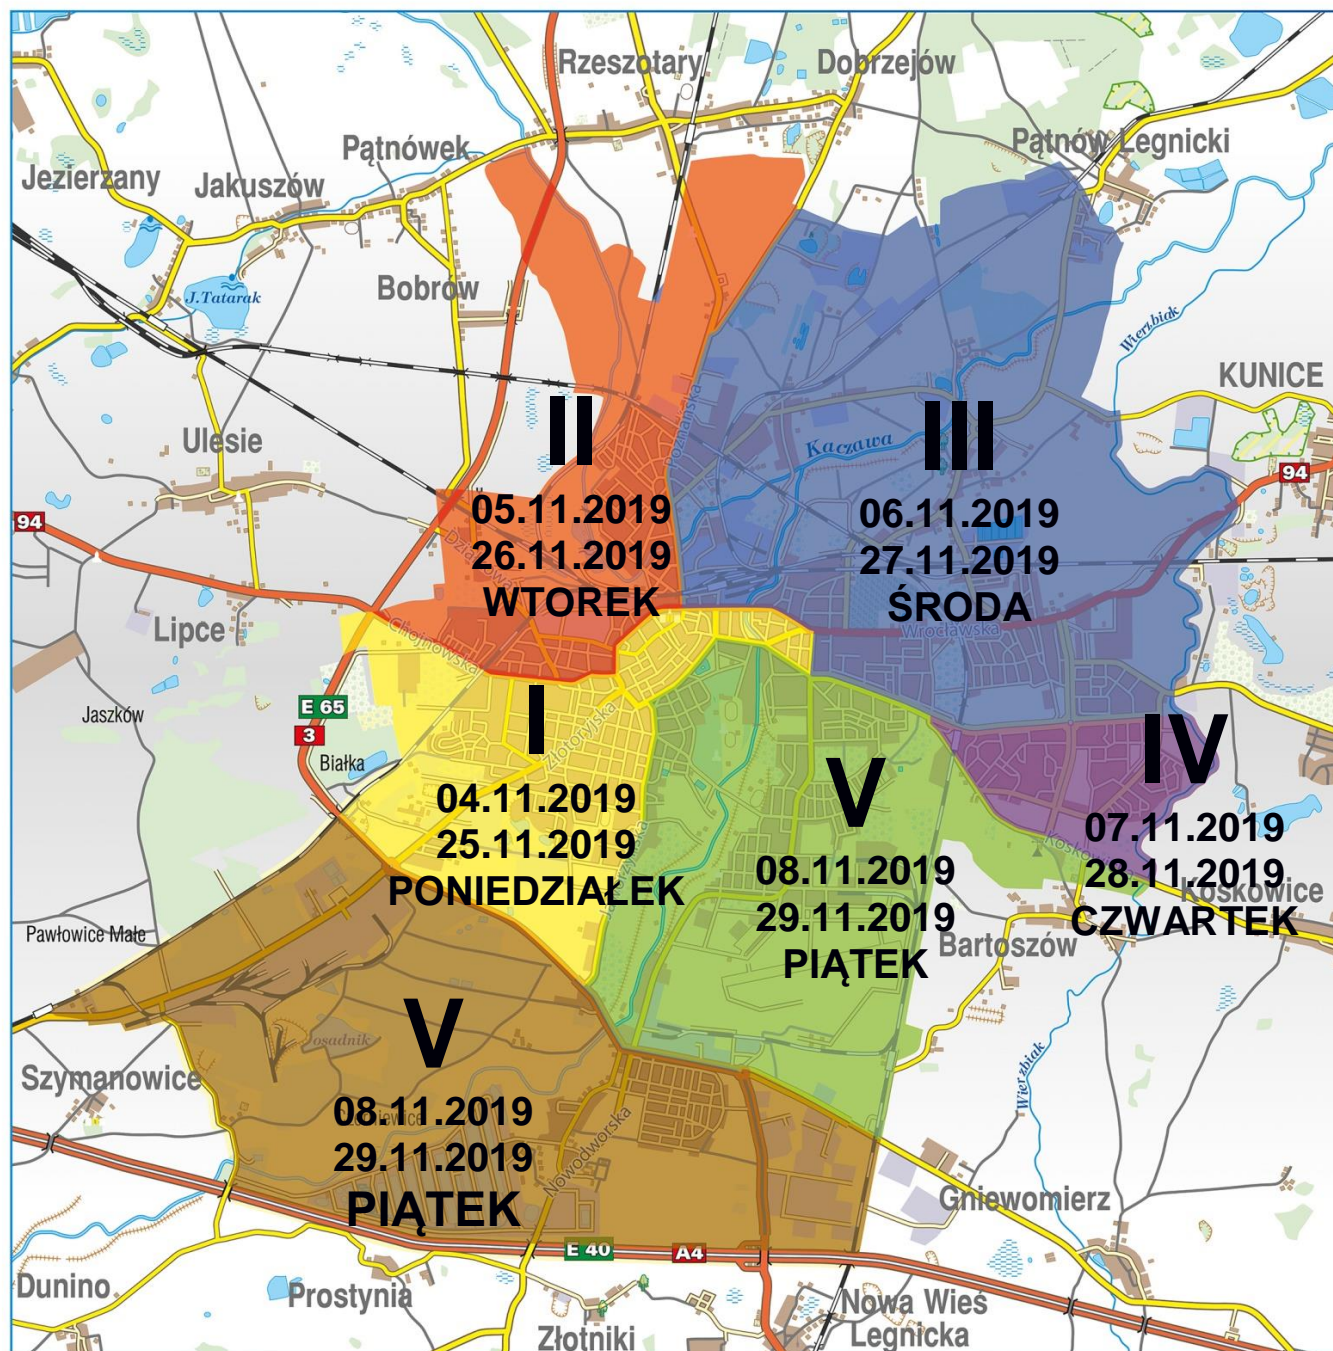 Rzeszotary
Dobrzejów
Pątnówek
Pątnów Legnicki
Jezierzany
Jakuszów
Bobrów
J.Tatarak
Wierzbiak
KUNICE
Poznańska
II
Kaczawa
III
Ulesie
94
94
05.11.2019
26.11.2019
WTOREK
06.11.2019
27.11.2019
ŚRODA
Lipce
Chojnowska
Wrocławska
E 65
3
Jaszków
Białka
I
Złotoryjska
IV
V
04.11.2019
25.11.2019
PONIEDZIAŁEK
07.11.2019
28.11.2019
CZWARTEK
Koskowice
08.11.2019
29.11.2019
PIĄTEK
Bartoszów
Pawłowice Małe
V
osadnik
Szymanowice
Wierzbiak
08.11.2019
29.11.2019
PIĄTEK
Nowodworska
Gniewomierz
E 40
A4
Dunino
Prostynia
Złotniki
Nowa Wieś
Legnicka